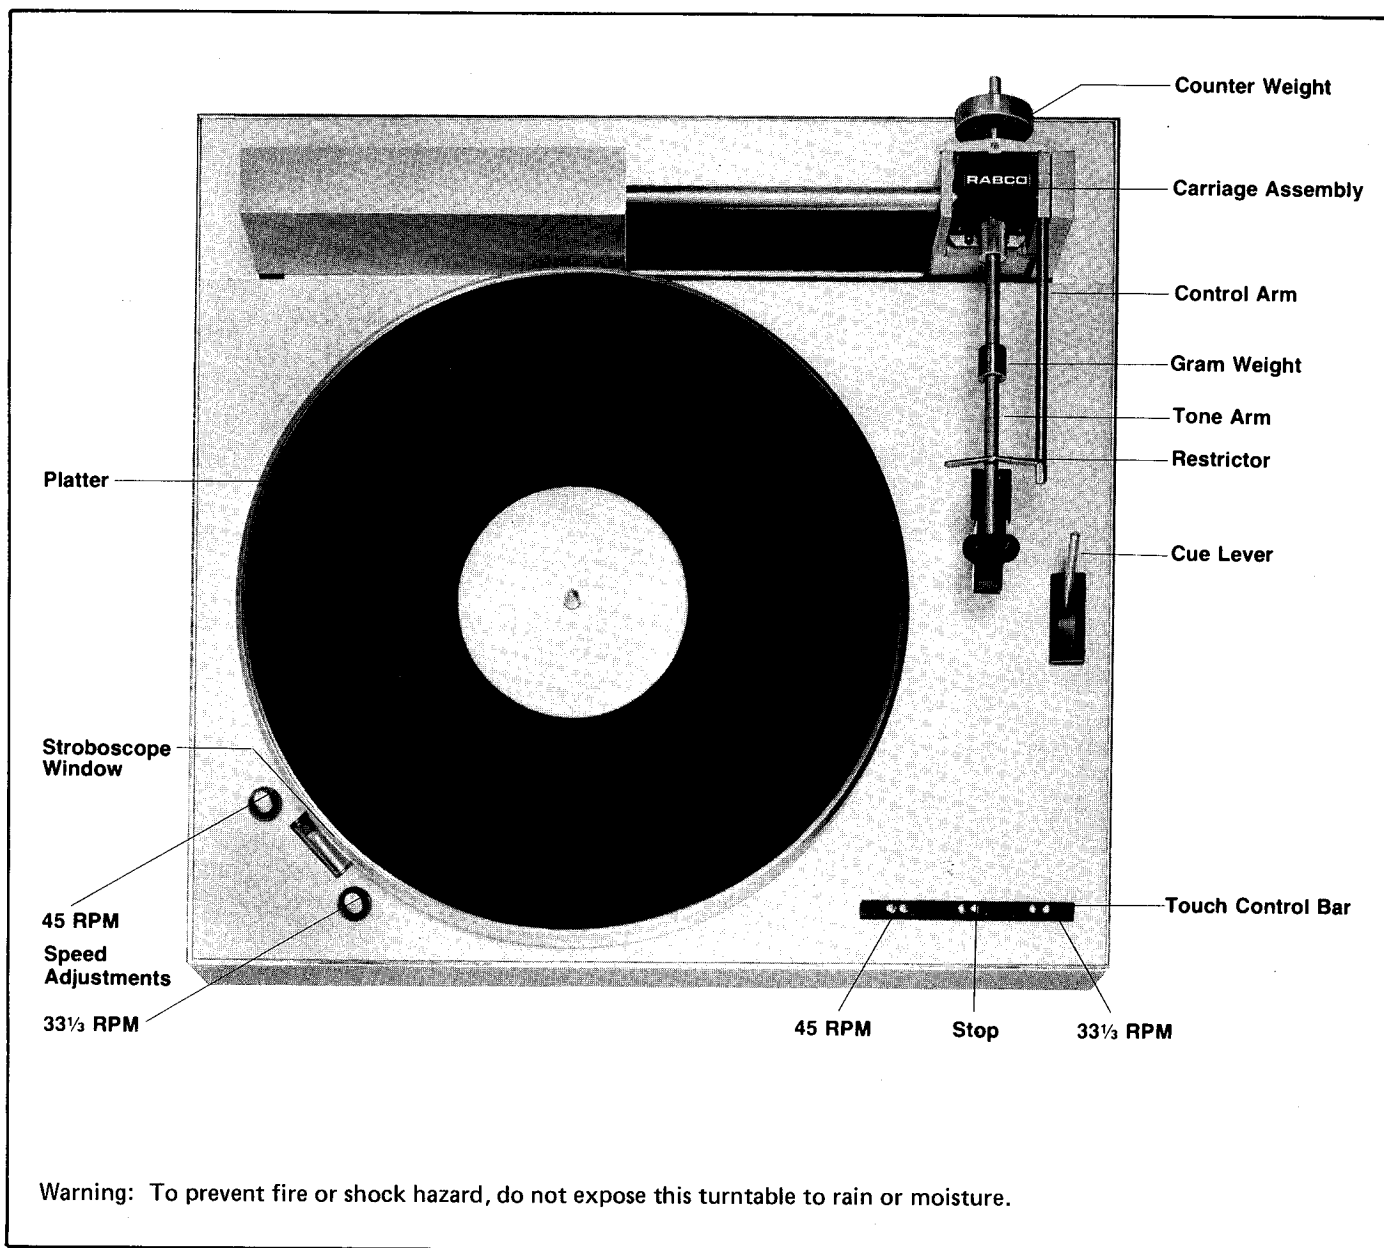 Counter Weight
RABCO
Carriage Assembly
Control Arm
Gram Weight
Tone Arm
Restrictor
Platter
Cue Lever
Stroboscope
Window
45 RPM
Speed
Adjustments
33⅓ RPM
Touch Control Bar
45 RPM
Stop
33⅓ RPM
Warning: To prevent fire or shock hazard, do not expose this turntable to rain or moisture.